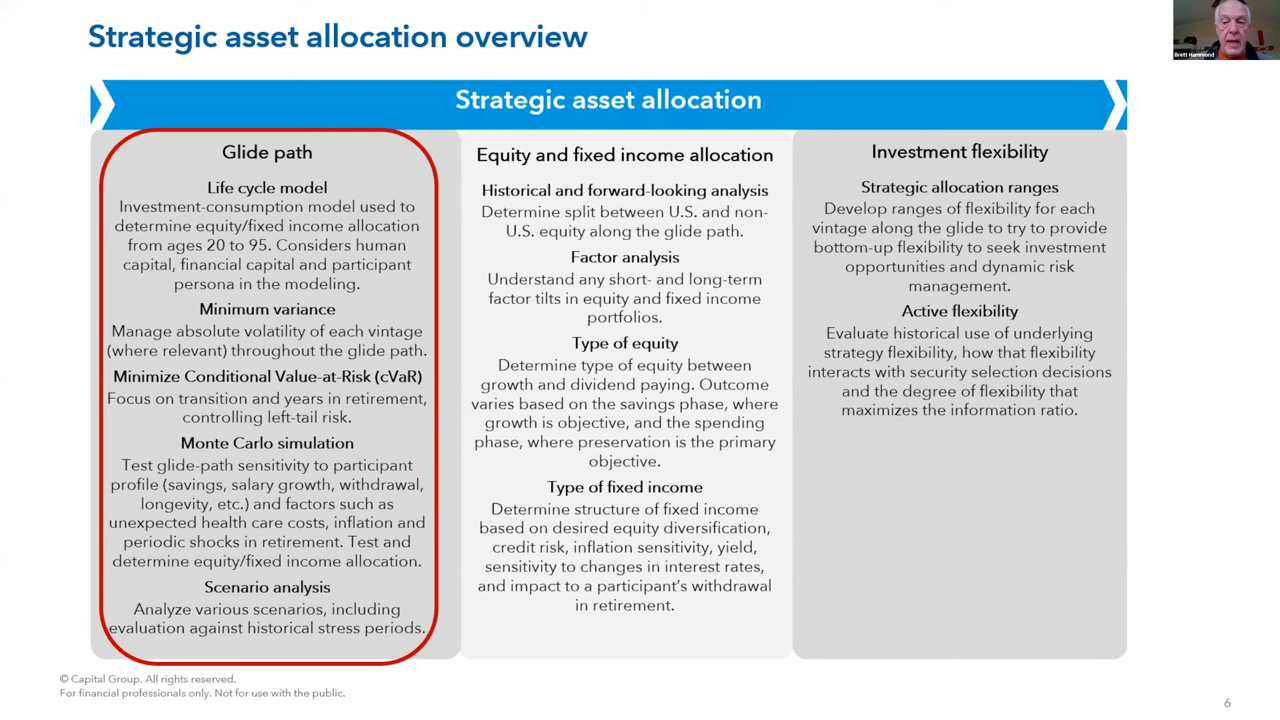 Strategic asset allocation overview
Brett Hammond
Strategic asset allocation
Glide path
Life cycle model
Investment-consumption model used to
determine equity/fixed income allocation
from ages 20 to 95. Considers human
capital, financial capital and participant
persona in the modeling.
Minimum variance
Manage absolute volatility of each vintage
(where relevant) throughout the glide path.
Minimize Conditional Value-at-Risk (cVaR)
Focus on transition and years in retirement,
controlling left-tail risk.
Monte Carlo simulation
Test glide-path sensitivity to participant
profile (savings, salary growth, withdrawal,
longevity, etc.) and factors such as
unexpected health care costs, inflation and
periodic shocks in retirement. Test and
determine equity/fixed income allocation.
Scenario analysis
Analyze various scenarios, including
evaluation against historical stress periods.
Equity and fixed income allocation
Historical and forward-looking analysis
Determine split between U.S. and non-
U.S. equity along the glide path.
Factor analysis
Understand any short- and long-term
factor tilts in equity and fixed income
portfolios.
Type of equity
Determine type of equity between
growth and dividend paying. Outcome
varies based on the savings phase, where
growth is objective, and the spending
phase, where preservation is the primary
objective.
Type of fixed income
Determine structure of fixed income
based on desired equity diversification,
credit risk, inflation sensitivity, yield,
sensitivity to changes in interest rates,
and impact to a participant's withdrawal
in retirement.
Investment flexibility
Strategic allocation ranges
Develop ranges of flexibility for each
vintage along the glide to try to provide
bottom-up flexibility to seek investment
opportunities and dynamic risk
management.
Active flexibility
Evaluate historical use of underlying
strategy flexibility, how that flexibility
interacts with security selection decisions
and the degree of flexibility that
maximizes the information ratio.
© Capital Group. All rights reserved.
For financial professionals only. Not for use with the public.
6